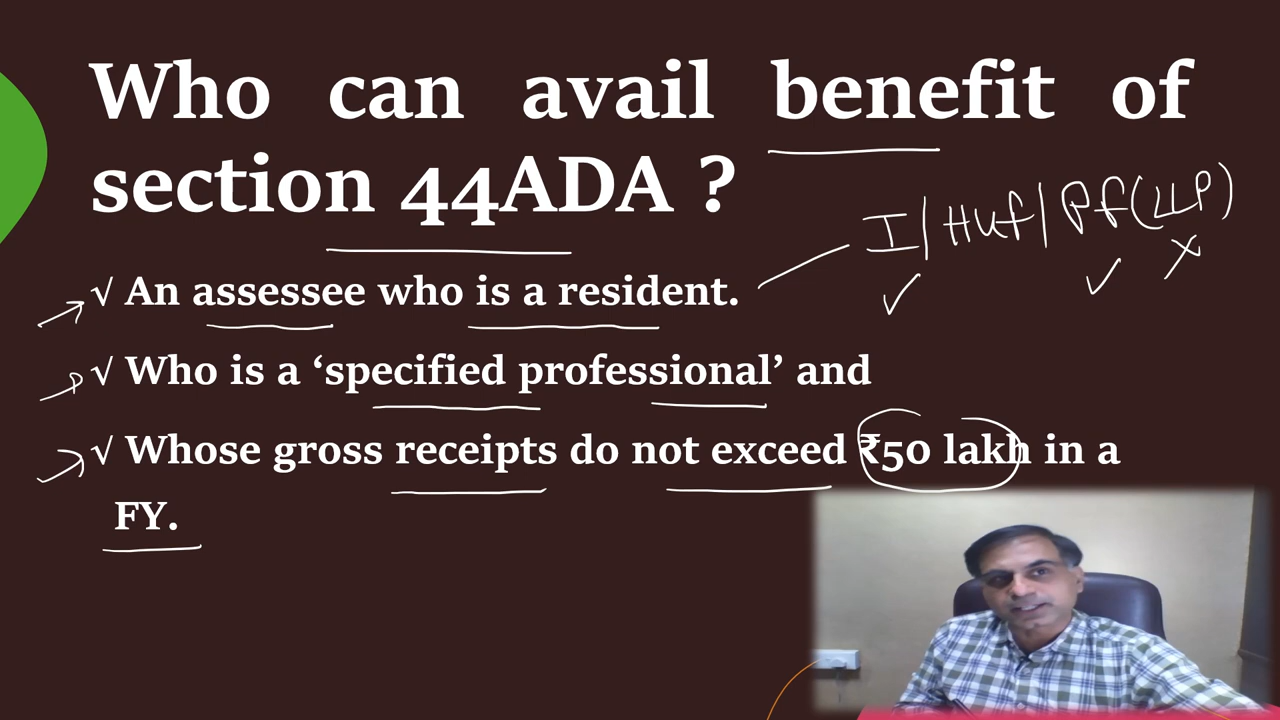 Who can avail benefit of
section 44ADA ?
I | HUF | Pf (LLP)
√ An assessee who is a resident.
√ Who is a ‘specified professional’ and
√ Whose gross receipts do not exceed ₹50 lakh in a
FY.